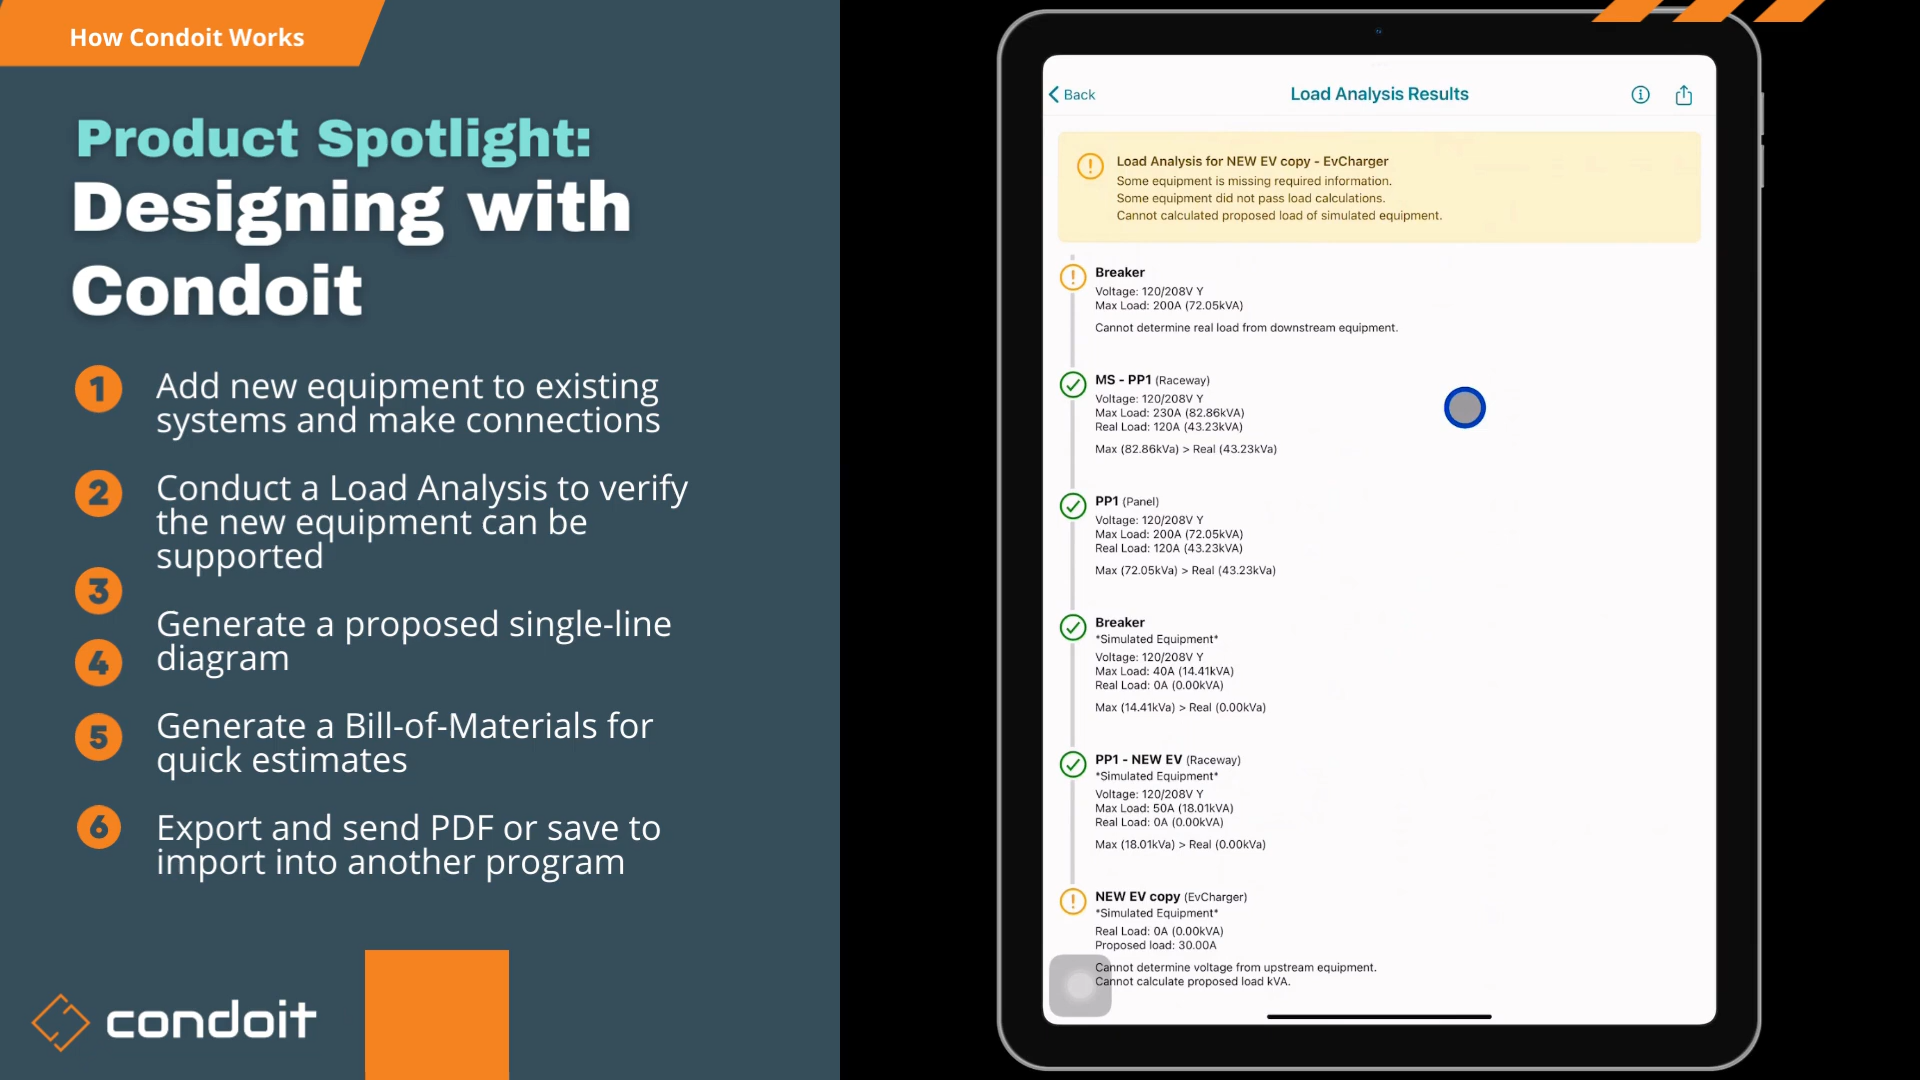 How Condoit Works
Product Spotlight:
Designing with
Condoit
1 Add new equipment to existing
systems and make connections
2 Conduct a Load Analysis to verify
the new equipment can be
supported
3
Generate a proposed single-line
4 diagram
5 Generate a Bill-of-Materials for
quick estimates
6 Export and send PDF or save to
import into another program
condoit
Back
Load Analysis Results
Load Analysis for NEW EV copy - EvCharger
Some equipment is missing required information.
Some equipment did not pass load calculations.
Cannot calculated proposed load of simulated equipment.
Breaker
Voltage: 120/208V Y
Max Load: 200A (72.05kVA)
Cannot determine real load from downstream equipment.
MS - PP1 (Raceway)
Voltage: 120/208V Y
Max Load: 230A (82.86kVA)
Real Load: 120A (43.23kVA)
Max (82.86kVa) > Real (43.23kVa)
PP1 (Panel)
Voltage: 120/208V Y
Max Load: 200A (72.05kVA)
Real Load: 120A (43.23kVA)
Max (72.05kVa) > Real (43.23kVa)
Breaker
*Simulated Equipment*
Voltage: 120/208V Y
Max Load: 40A (14.41kVA)
Real Load: 0A (0.00kVA)
Max (14.41kVa) > Real (0.00kVa)
PP1 - NEW EV (Raceway)
*Simulated Equipment*
Voltage: 120/208V Y
Max Load: 50A (18.01kVA)
Real Load: 0A (0.00kVA)
Max (18.01kVa) > Real (0.00kVa)
NEW EV copy (EvCharger)
*Simulated Equipment*
Real Load: 0A (0.00kVA)
Proposed load: 30.00A
Cannot determine voltage from upstream equipment.
Cannot calculate proposed load kVA.